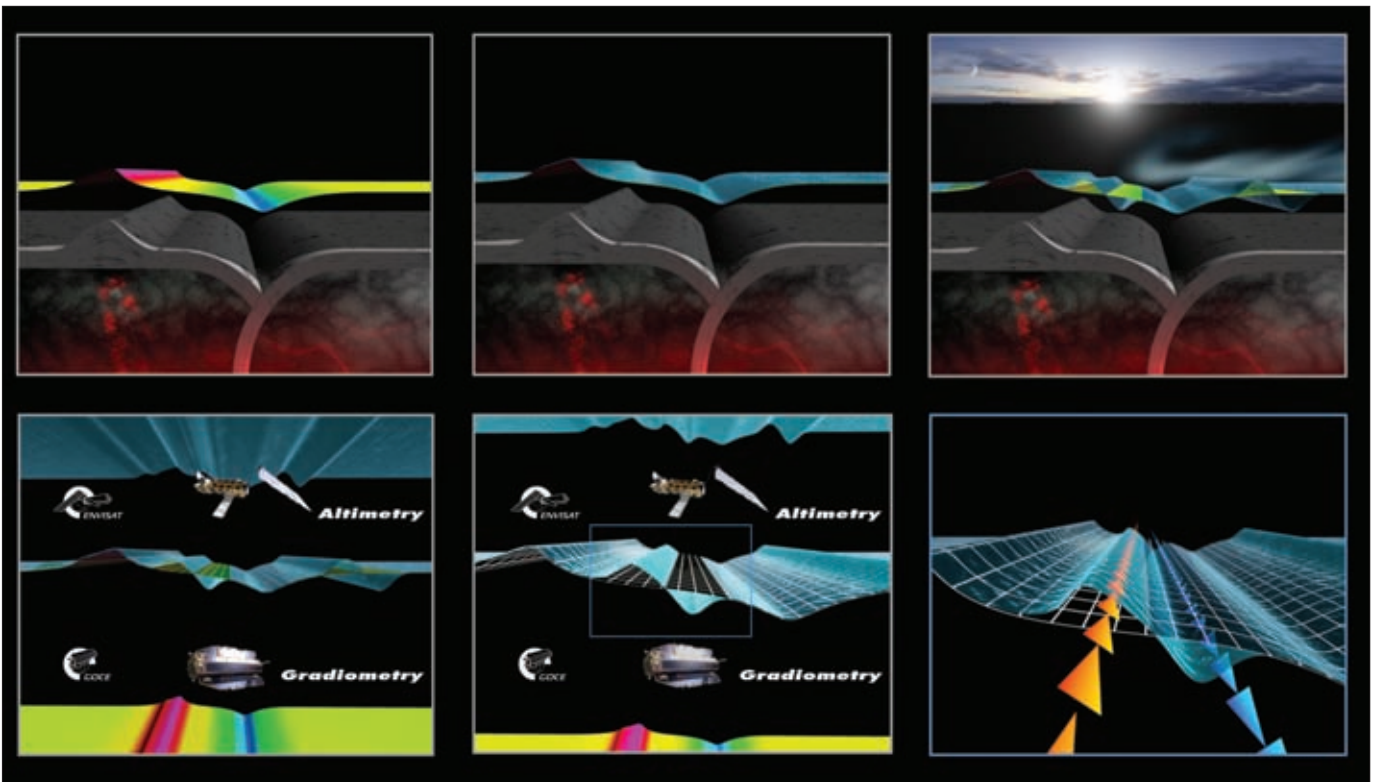 ENVISAT
Altimetry
GOCE
Gradiometry
ENVISAT
Altimetry
GOCE
Gradiometry